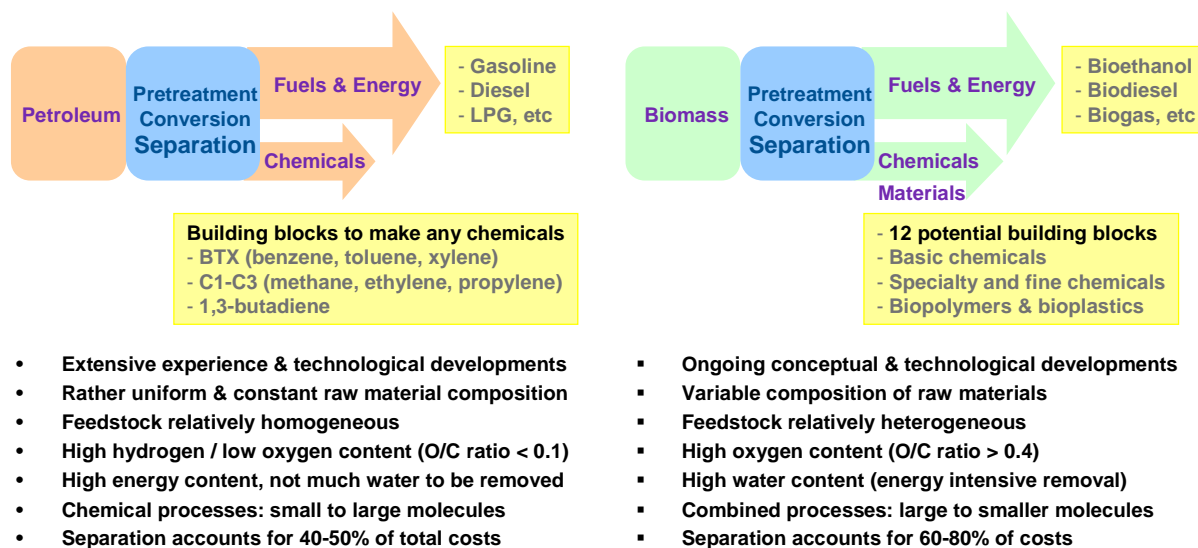 Petroleum
Pretreatment
Conversion
Separation
Fuels & Energy
Chemicals
- Gasoline
- Diesel
- LPG, etc
Building blocks to make any chemicals
- BTX (benzene, toluene, xylene)
- C1-C3 (methane, ethylene, propylene)
- 1,3-butadiene
• Extensive experience & technological developments
• Rather uniform & constant raw material composition
• Feedstock relatively homogeneous
• High hydrogen / low oxygen content (O/C ratio < 0.1)
• High energy content, not much water to be removed
• Chemical processes: small to large molecules
• Separation accounts for 40-50% of total costs
Biomass
Pretreatment
Conversion
Separation
Fuels & Energy
Chemicals
Materials
- Bioethanol
- Biodiesel
- Biogas, etc
- 12 potential building blocks
- Basic chemicals
- Specialty and fine chemicals
- Biopolymers & bioplastics
▪ Ongoing conceptual & technological developments
▪ Variable composition of raw materials
▪ Feedstock relatively heterogeneous
▪ High oxygen content (O/C ratio > 0.4)
▪ High water content (energy intensive removal)
▪ Combined processes: large to smaller molecules
▪ Separation accounts for 60-80% of costs